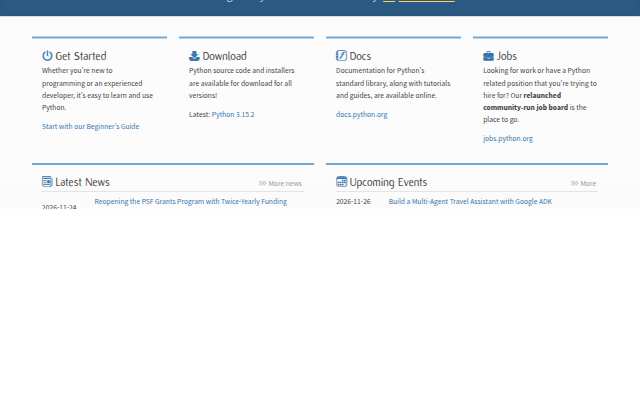 Get Started
Whether you're new to
programming or an experienced
developer, it's easy to learn and use
Python.
Start with our Beginner's Guide
Download
Python source code and installers
are available for download for all
versions!
Latest: Python 3.15.2
Docs
Documentation for Python's
standard library, along with tutorials
and guides, are available online.
docs.python.org
Jobs
Looking for work or have a Python
related position that you're trying to
hire for? Our relaunched
community-run job board is the
place to go.
jobs.python.org
Latest News
>> More news
2026-11-24
Reopening the PSF Grants Program with Twice-Yearly Funding
Upcoming Events
>> More
2026-11-26
Build a Multi-Agent Travel Assistant with Google ADK